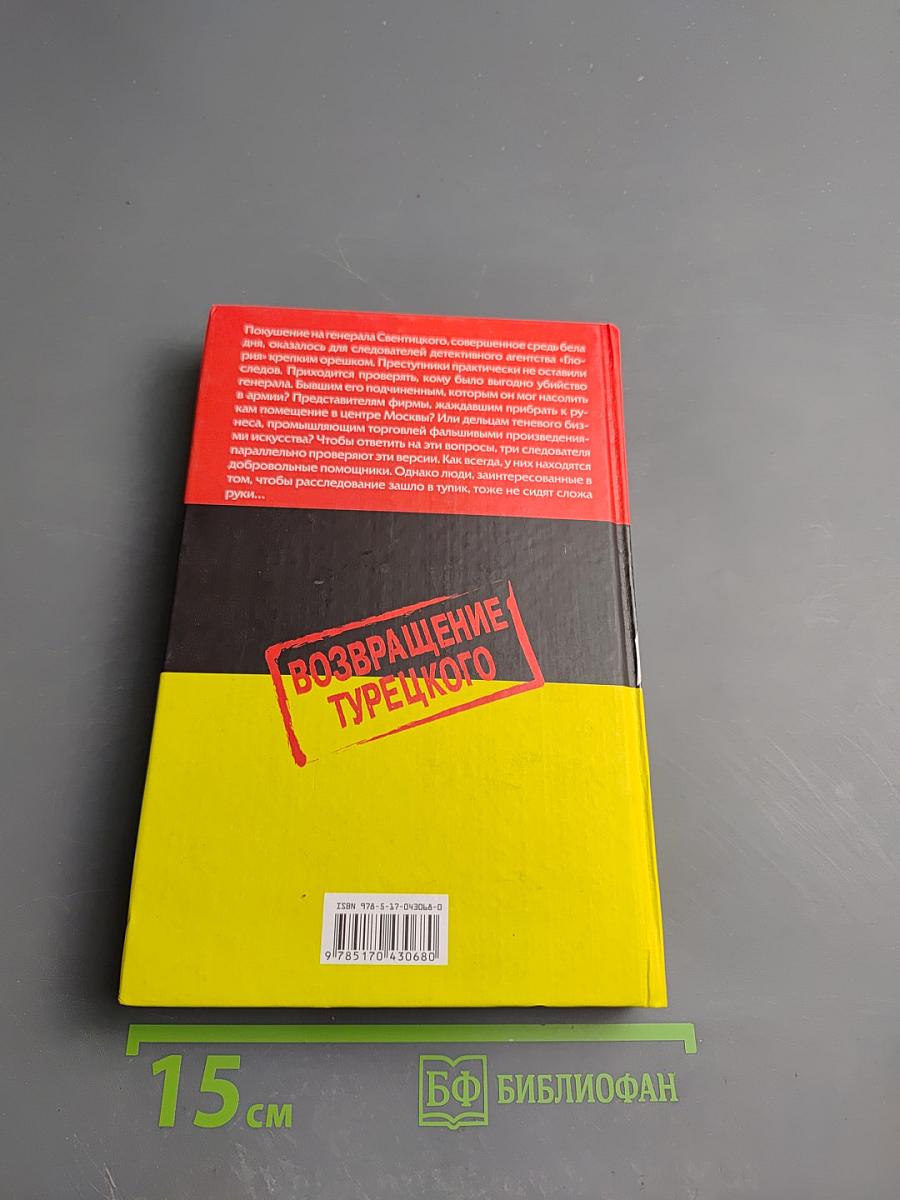 Покушение на генерала Свентицкого, совершенное средь бела
дня, оказалось для следователей детективного агентства «Гло-
рия» крепким орешком. Преступники практически не оставили
следов. Приходится проверять, кому было выгодно убийство
генерала. Бывшим его подчиненным, которым он мог насолить
в армии? Представителям фирмы, жаждавшим прибрать к ру-
кам помещение в центре Москвы? Или дельцам теневого биз-
неса, промышляющим торговлей фальшивыми произведения-
ми искусства? Чтобы ответить на эти вопросы, три следователя
параллельно проверяют эти версии. Как всегда, у них находятся
добровольные помощники. Однако люди, заинтересованные в
том, чтобы расследование зашло в тупик, тоже не сидят сложа
руки...
ВОЗВРАЩЕНИЕ
ТУРЕЦКОГО
ISBN 978-5-17-043068-0
9 785170 430680
15 см
БФ БИБЛИОФАН